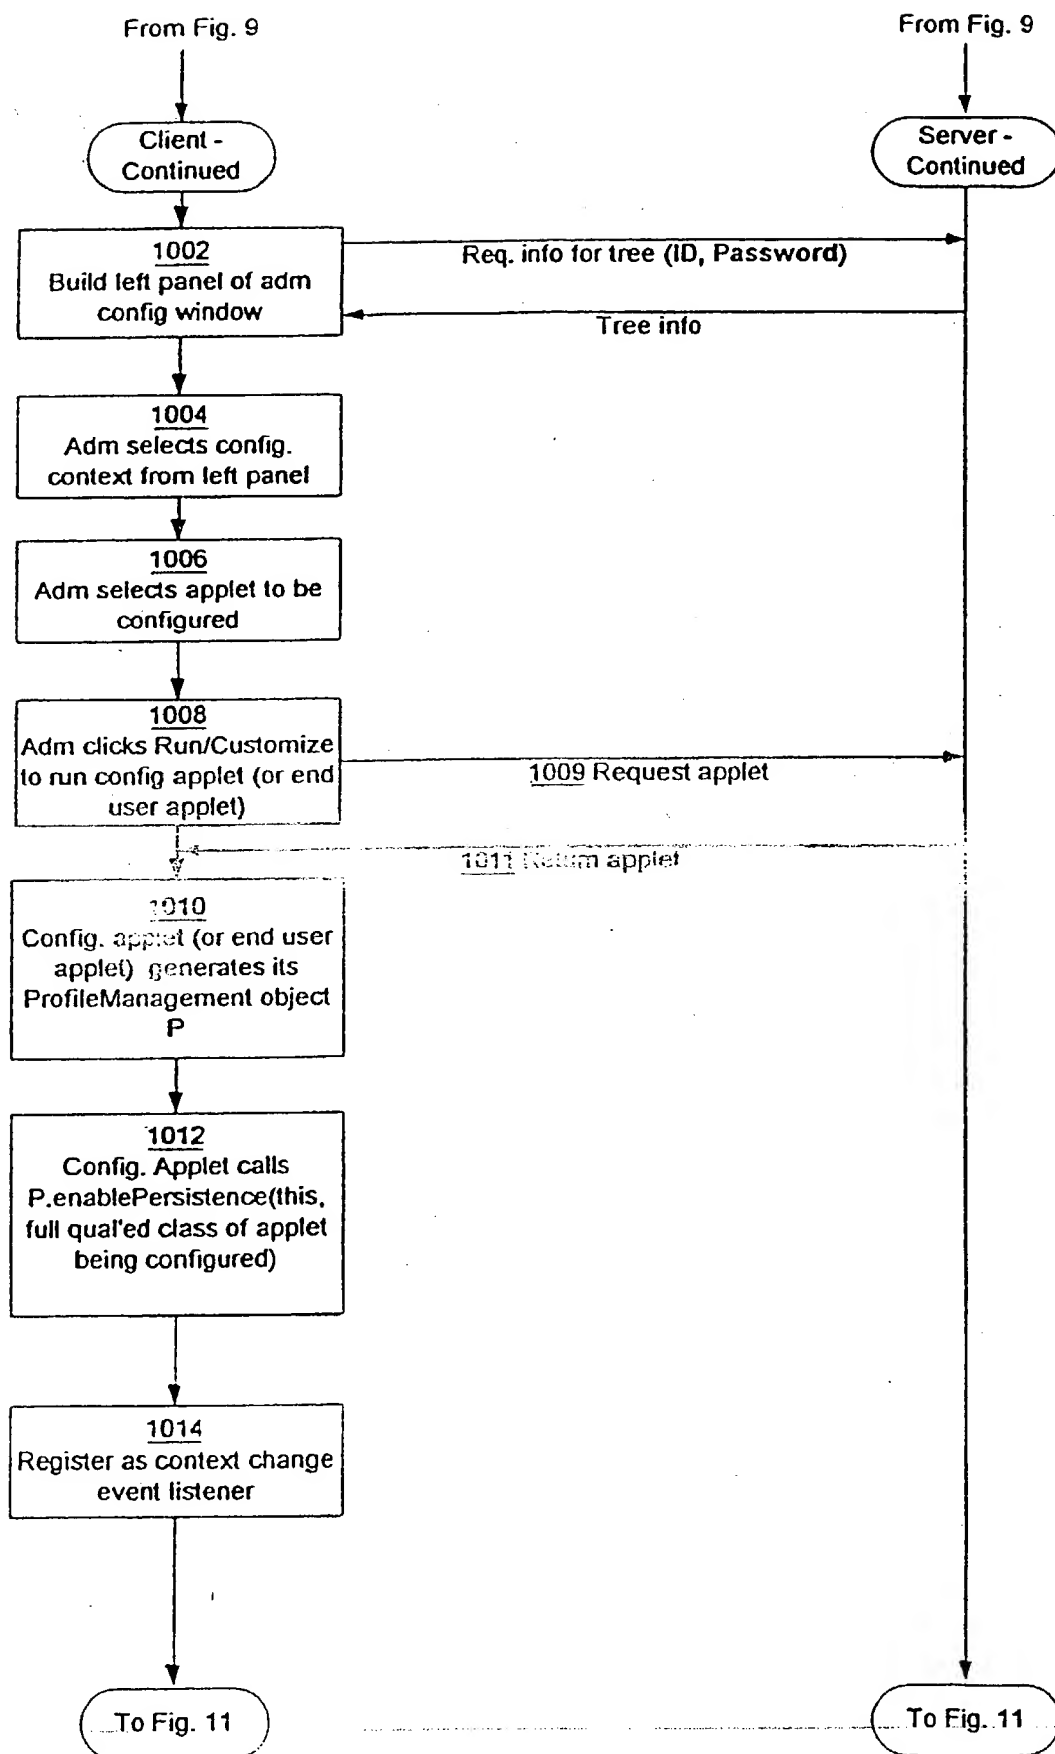 From Fig. 9
From Fig. 9
Client -
Continued
Server -
Continued
1002
Build left panel of adm
config window
Req. info for tree (ID, Password)
Tree info
1004
Adm selects config.
context from left panel
1006
Adm selects applet to be
configured
1008
Adm clicks Run/Customize
to run config applet (or end
user applet)
1009 Request applet
1011 Return applet
1010
Config. applet (or end user
applet) generates its
ProfileManagement object
P
1012
Config. Applet calls
P.enablePersistence(this,
full qual'ed class of applet
being configured)
1014
Register as context change
event listener
To Fig. 11
To Fig. 11